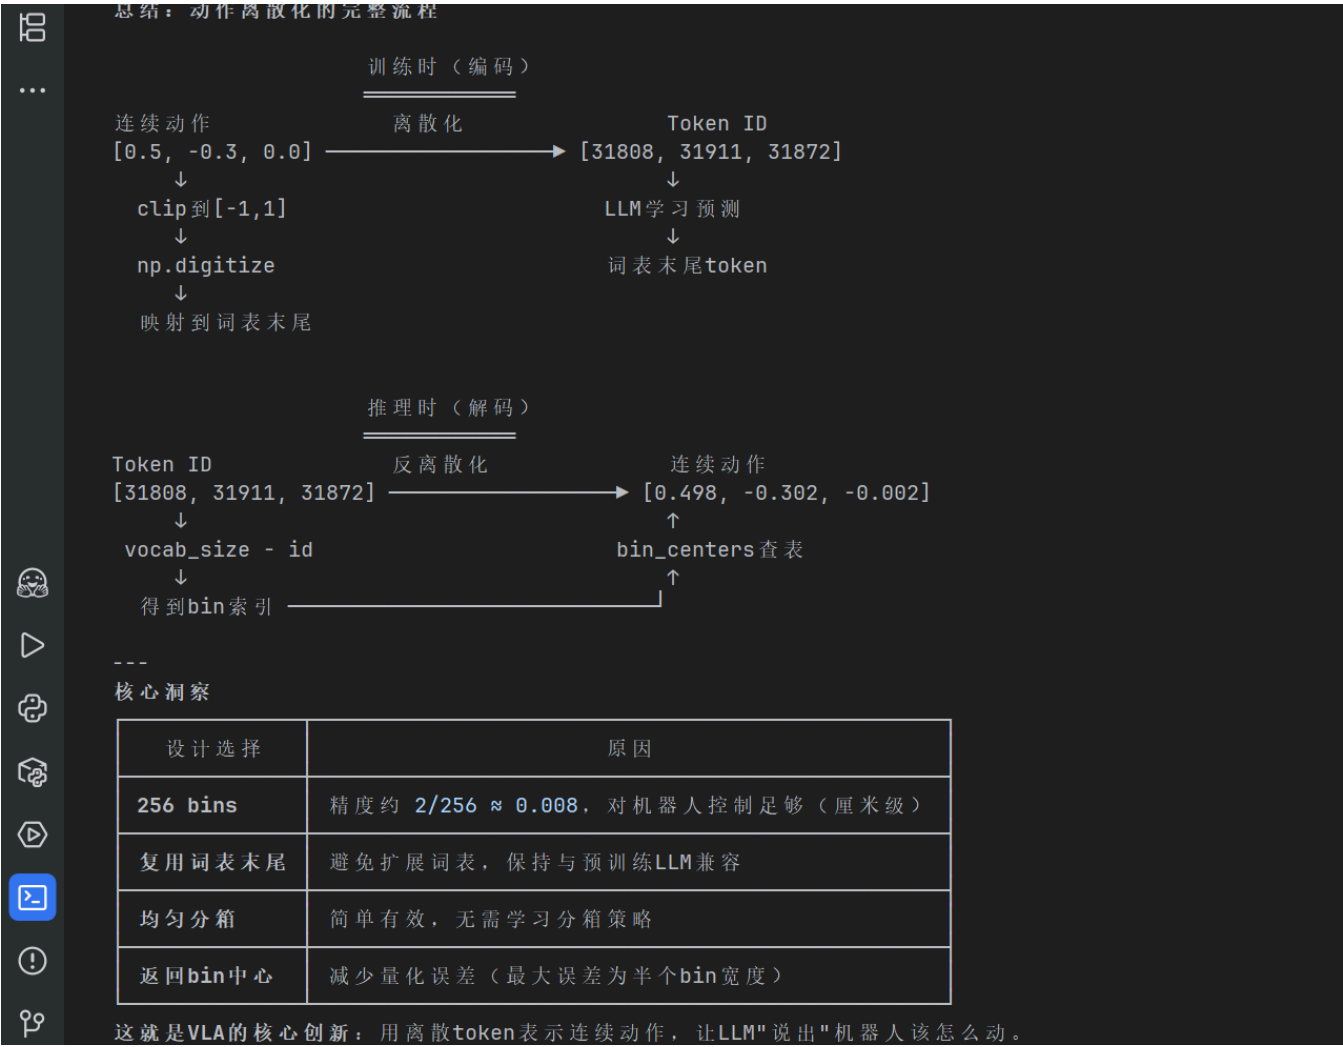 总结：动作离散化的完整流程
训练时（编码）
连续动作 离散化 Token ID
[0.5, -0.3, 0.0] ────► [31808, 31911, 31872]
↓ ↓
clip到[-1,1] LLM学习预测
↓ ↓
np.digitize 词表末尾token
↓
映射到词表末尾
推理时（解码）
Token ID 反离散化 连续动作
[31808, 31911, 31872] ────► [0.498, -0.302, -0.002]
↓ ↑
vocab_size - id bin_centers查表
↓ ↑
得到bin索引
---
核心洞察
设计选择 原因
256 bins 精度约 2/256 ≈ 0.008，对机器人控制足够（厘米级）
复用词表末尾 避免扩展词表，保持与预训练LLM兼容
均匀分箱 简单有效，无需学习分箱策略
返回bin中心 减少量化误差（最大误差为半个bin宽度）
这就是VLA的核心创新：用离散token表示连续动作，让LLM"说出"机器人该怎么动。